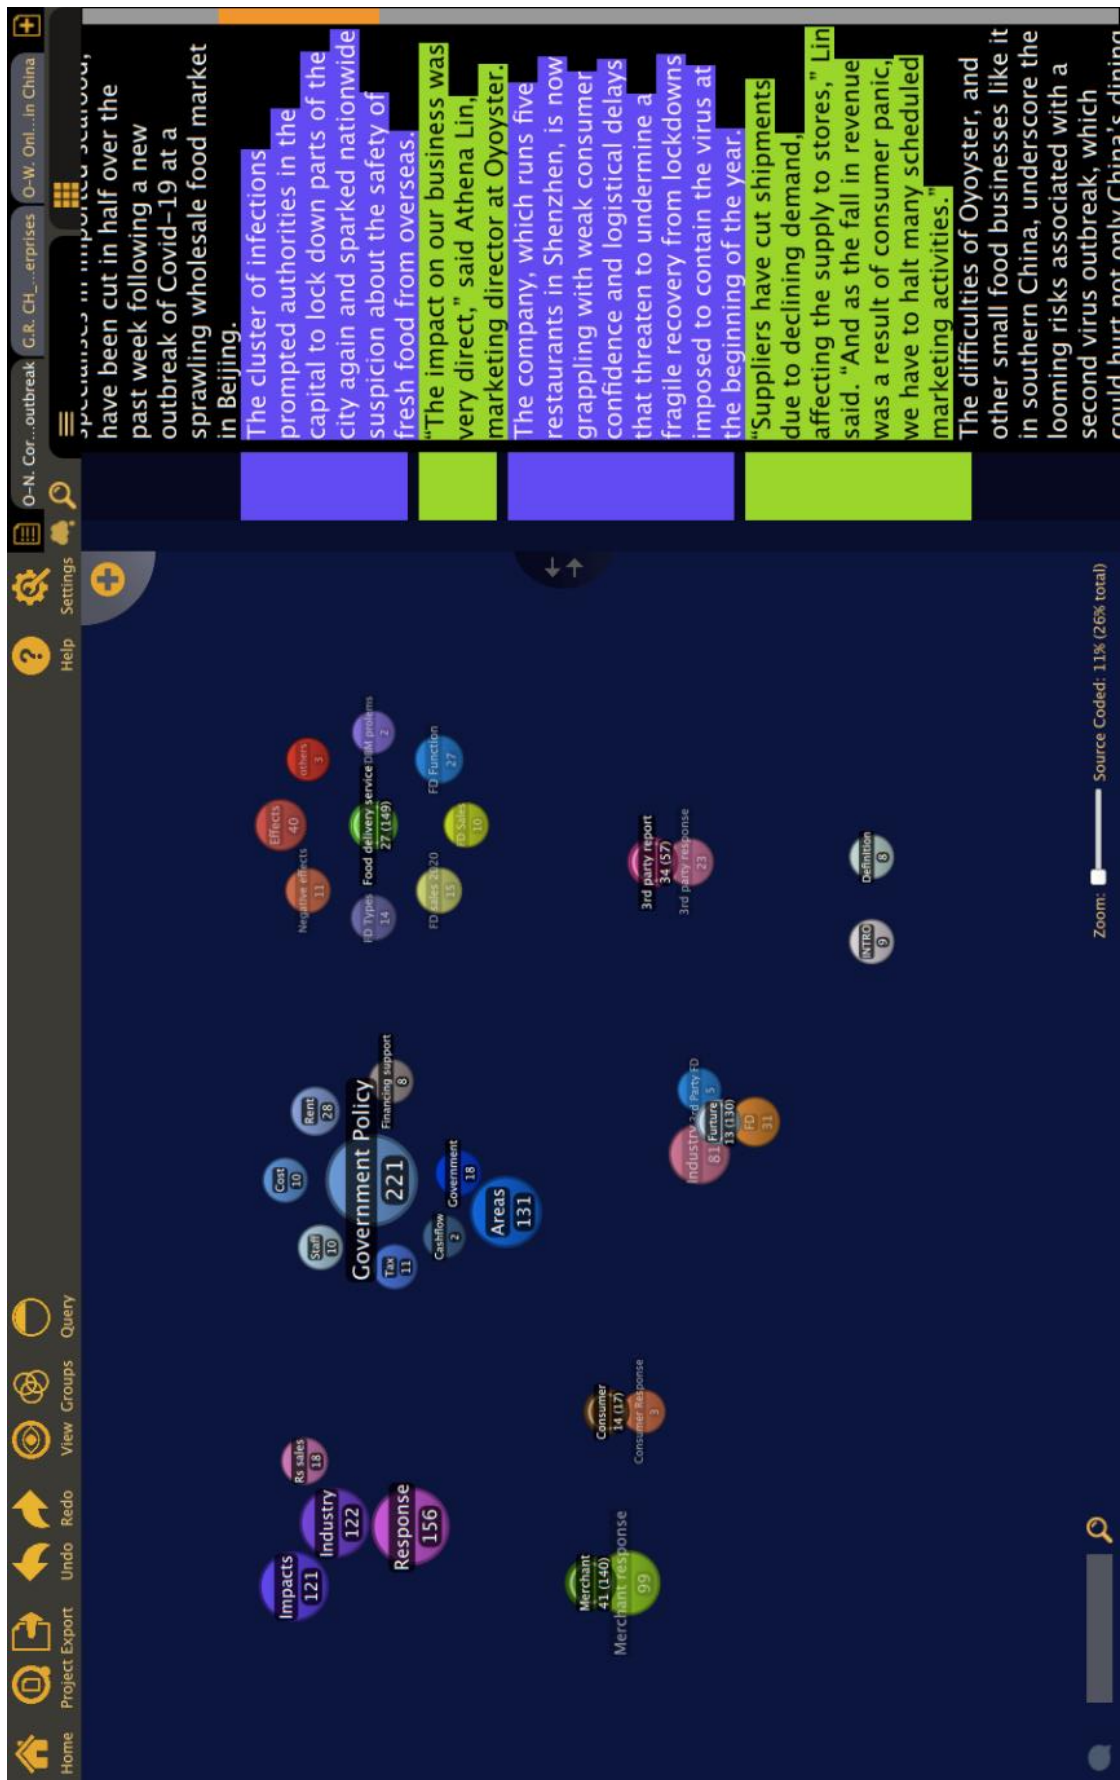 Home
Project
Export
Undo
Redo
View
Groups
Query
Help
Settings
O-N. Cor...outbreak
G.R. CH_...erprises
O-W. Onl...in China
have been cut in half over the
past week following a new
outbreak of Covid-19 at a
sprawling wholesale food market
in Beijing.
The cluster of infections
prompted authorities in the
capital to lock down parts of the
city again and sparked nationwide
suspicion about the safety of
fresh food from overseas.
“The impact on our business was
very direct,” said Athena Lin,
marketing director at Oyoyster.
The company, which runs five
restaurants in Shenzhen, is now
grappling with weak consumer
confidence and logistical delays
that threaten to undermine a
fragile recovery from lockdowns
imposed to contain the virus at
the beginning of the year.
“Suppliers have cut shipments
due to declining demand,
affecting the supply to stores,” Lin
said. “And as the fall in revenue
was a result of consumer panic,
we have to halt many scheduled
marketing activities.”
The difficulties of Oyoyster, and
other small food businesses like it
in southern China, underscore the
looming risks associated with a
second virus outbreak, which
Impacts
121
Industry
122
Rs sales
18
Response
156
Merchant
41 (140)
Merchant response
99
Consumer
14 (17)
Consumer Response
3
Staff
10
Cost
10
Rent
28
Government Policy
221
Financing support
8
Tax
11
Cashflow
2
Government
18
Areas
131
Industry
81
3rd Party FD
5
Furture
13 (130)
FD
31
Negative effects
11
Effects
40
others
3
FD Types
14
Food delivery service
27 (149)
prolems
2
FD sales 2020
15
FD Sales
10
FD Function
27
3rd party report
34 (57)
3rd party response
23
INTRO
9
Definition
8
Zoom:
Source Coded: 11% (26% total)